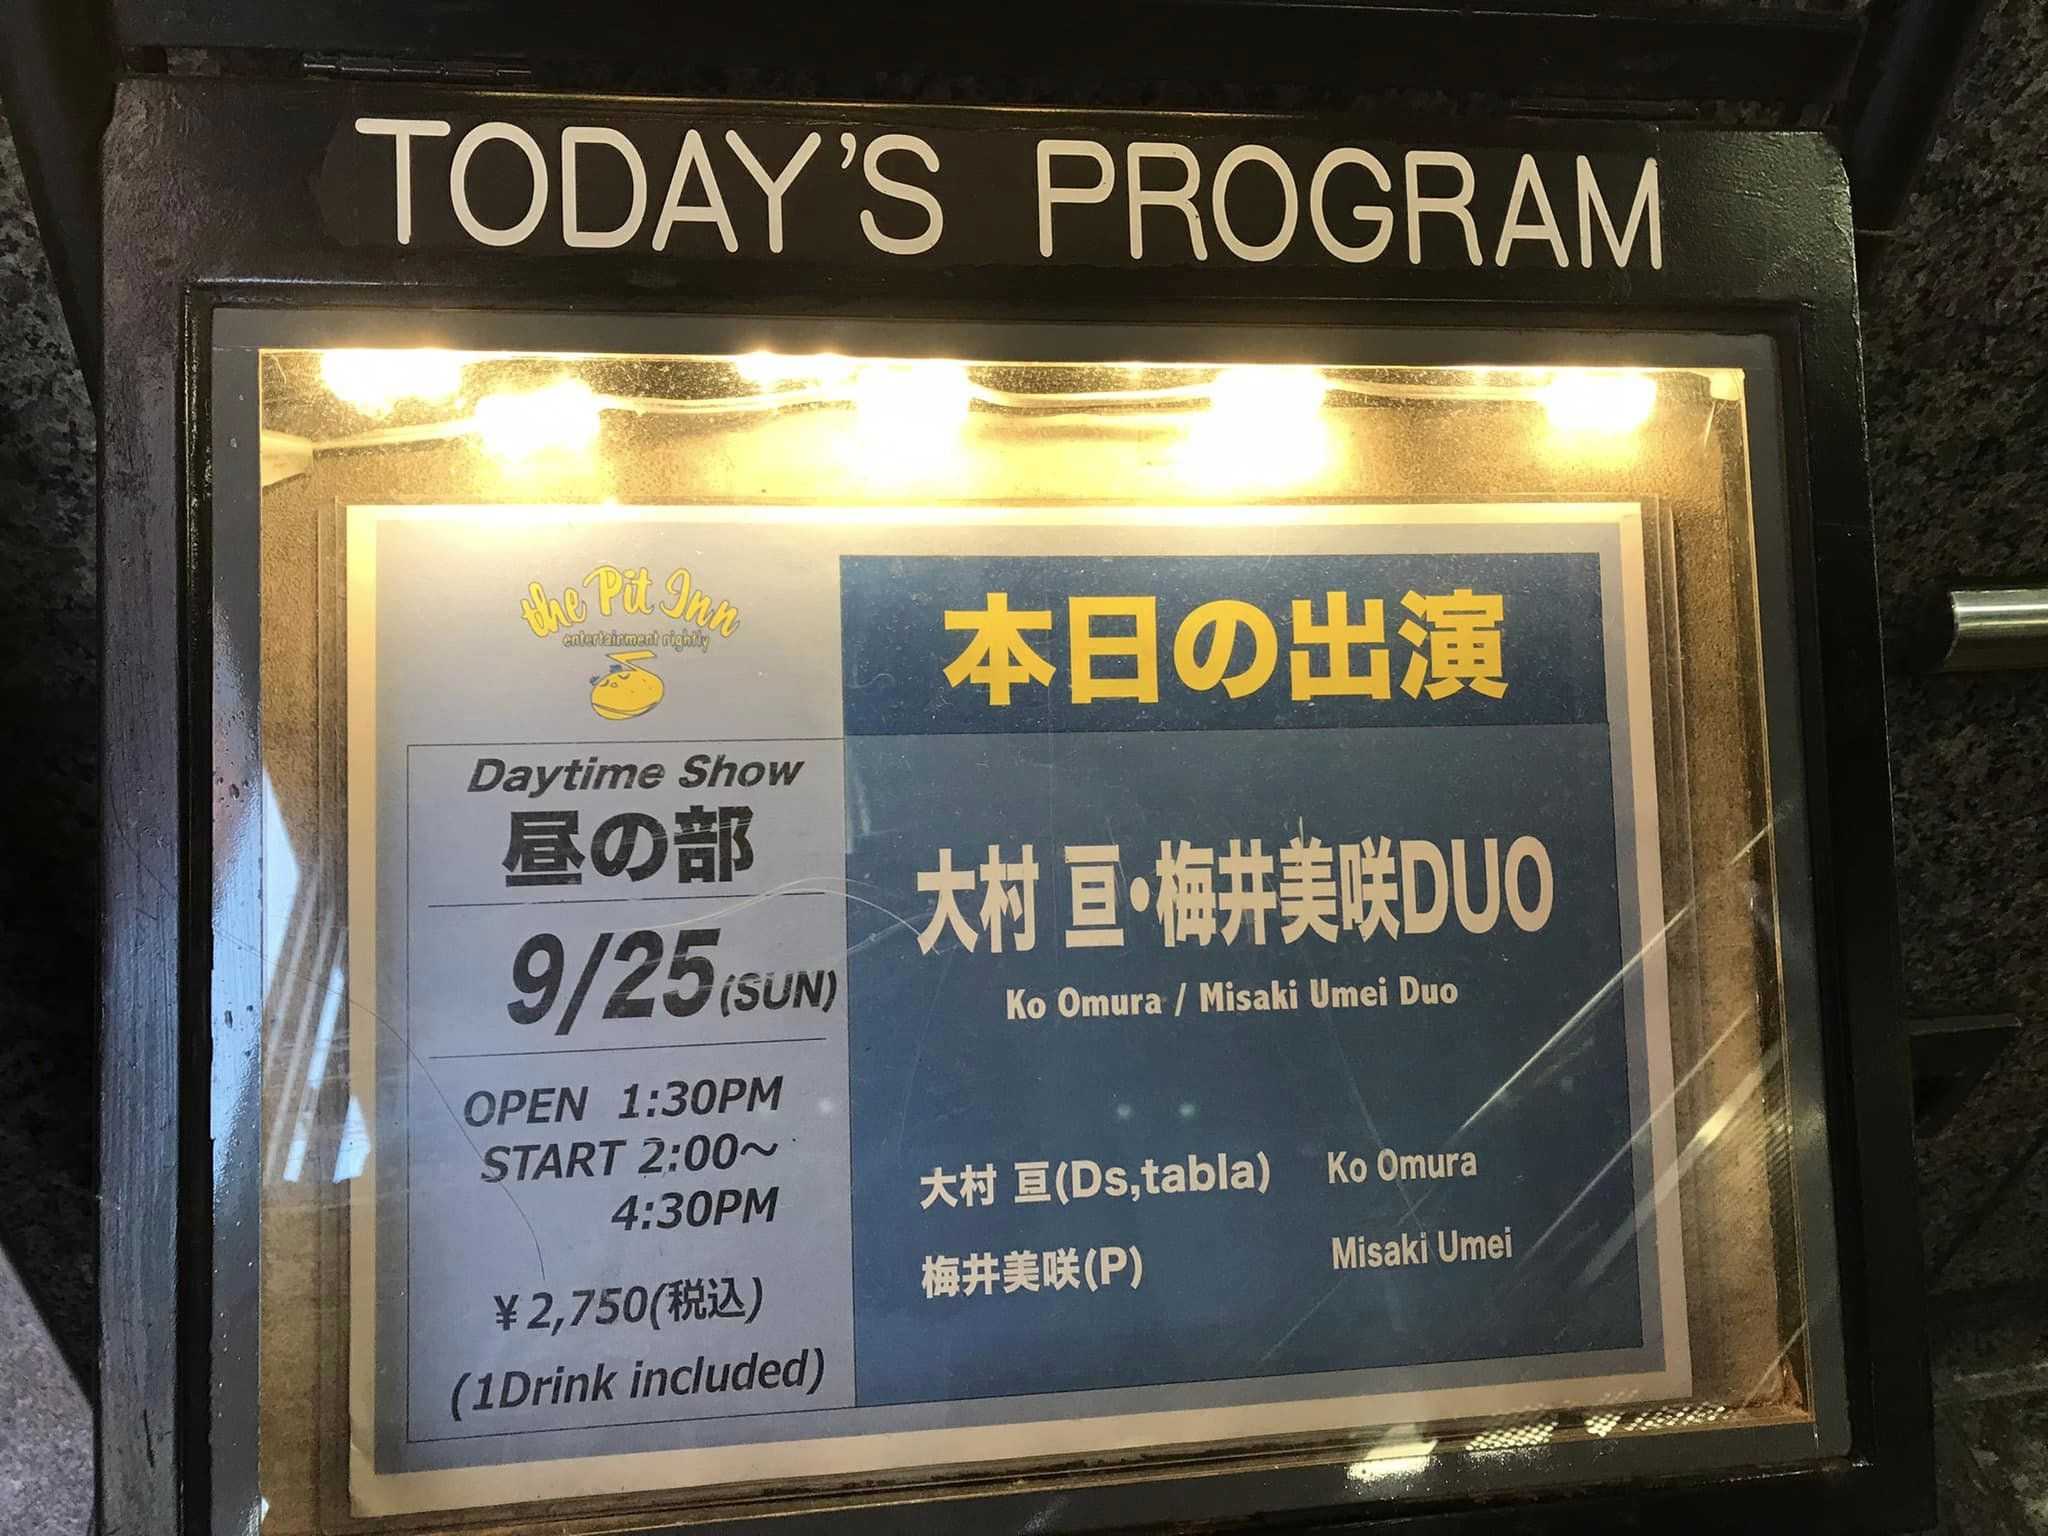 TODAY'S PROGRAM
the Pit Inn
entertainment nightly
本日の出演
Daytime Show
昼の部
9/25(SUN)
OPEN 1:30PM
START 2:00～
4:30PM
¥2,750(税込)
(1Drink included)
大村 亘・梅井美咲DUO
Ko Omura / Misaki Umei Duo
大村 亘(Ds,tabla) Ko Omura
梅井美咲(P) Misaki Umei